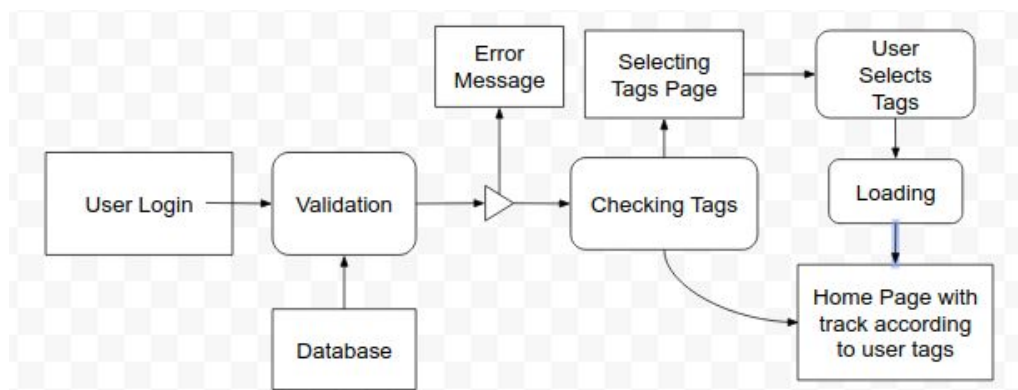 Error
Message
Selecting
Tags Page
User
Selects
Tags
User Login
Validation
Checking Tags
Loading
Database
Home Page with
track according
to user tags